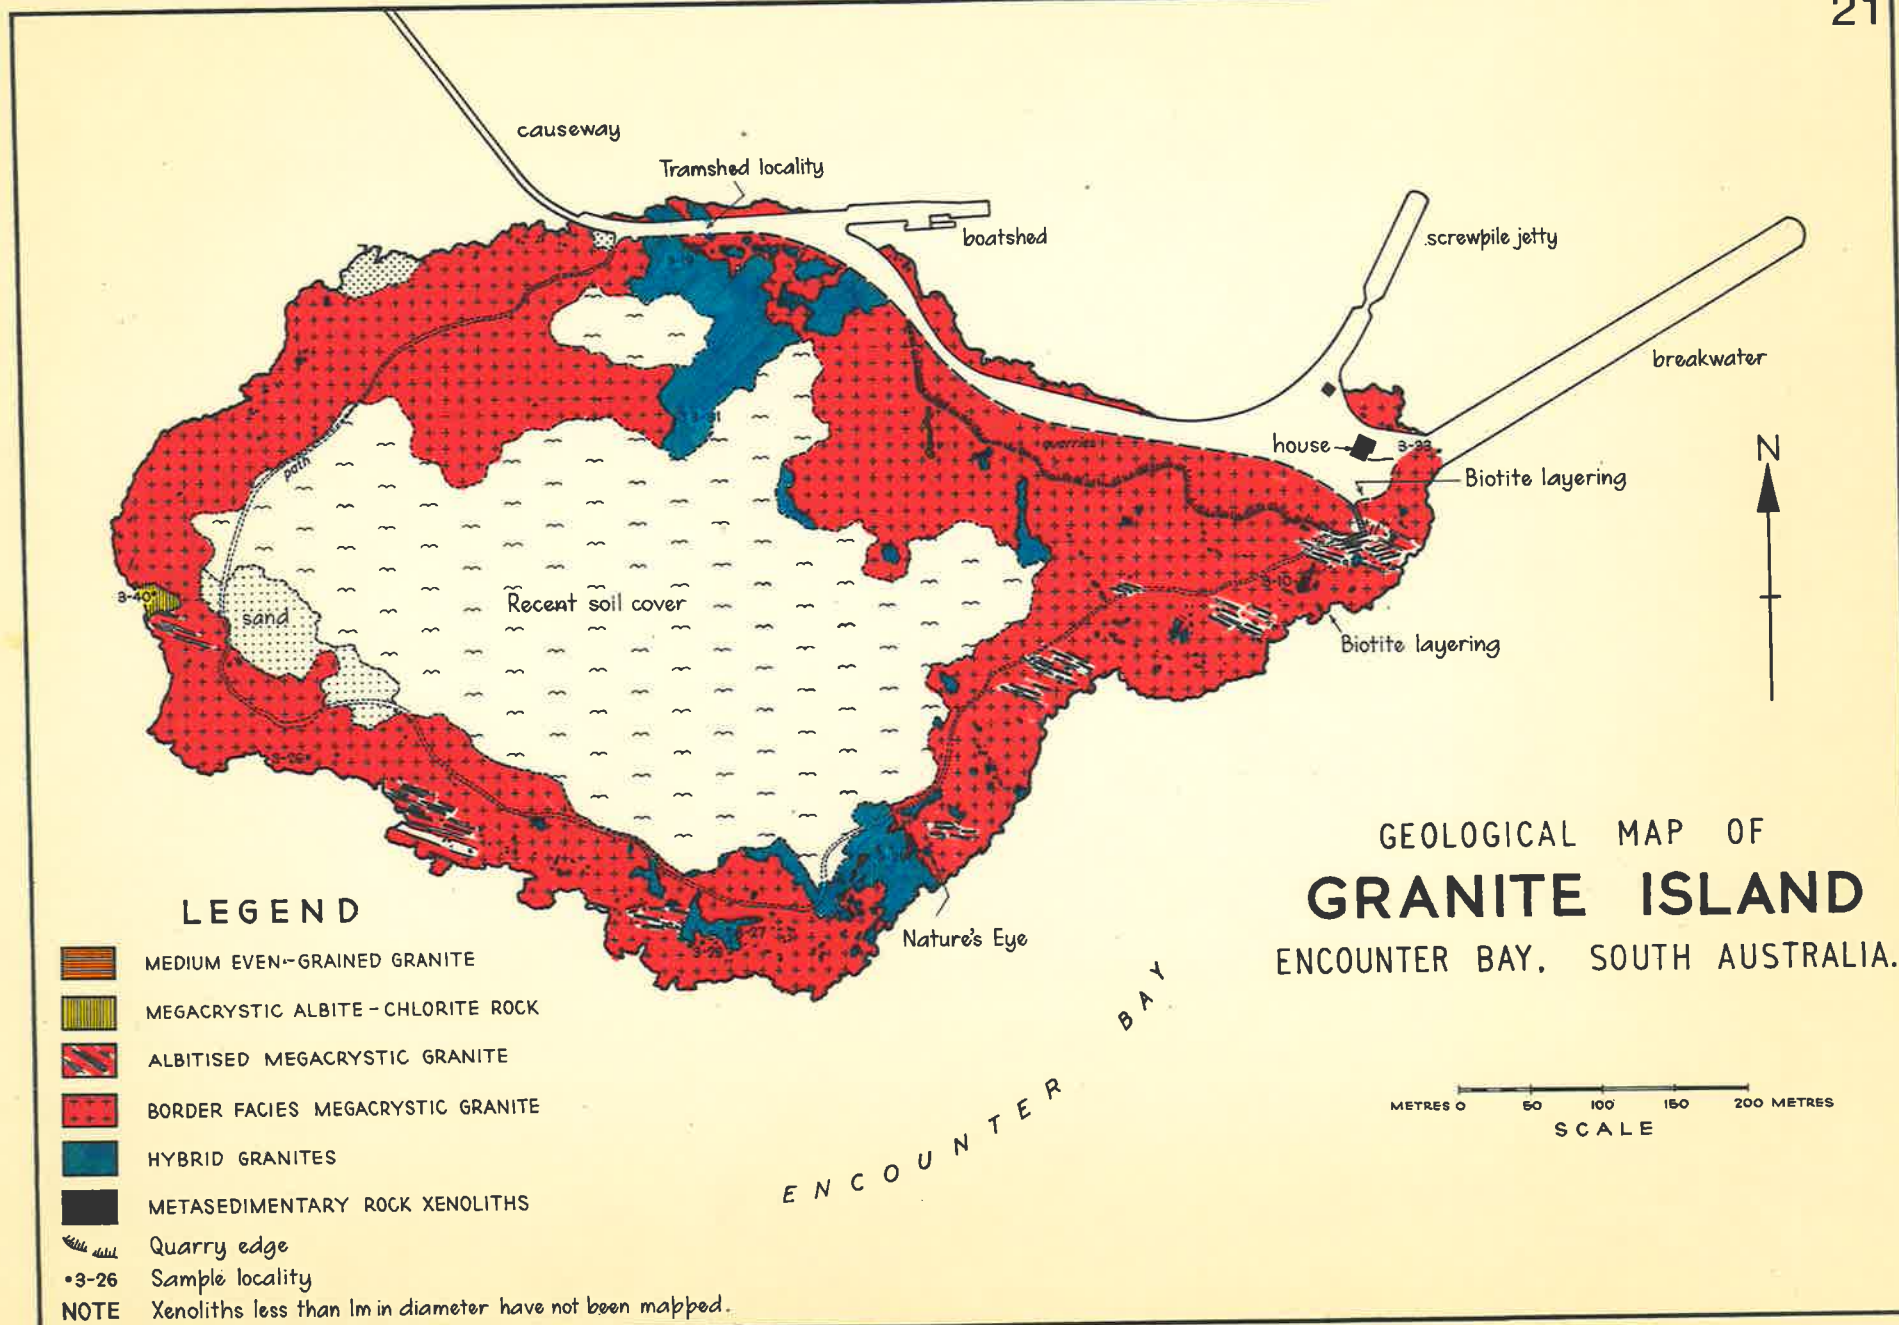 21
causeway
Tramshed locality
boatshed
screwpile jetty
breakwater
house
3-33
Biotite layering
N
quarries
path
3-40
sand
Recent soil cover
3-10
Biotite layering
3-26
Nature's Eye
GEOLOGICAL MAP OF
GRANITE ISLAND
ENCOUNTER BAY, SOUTH AUSTRALIA.
ENCOUNTER BAY
METRES 0 50 100 150 200 METRES
SCALE
LEGEND
MEDIUM EVEN-GRAINED GRANITE
MEGACRYSTIC ALBITE-CHLORITE ROCK
ALBITISED MEGACRYSTIC GRANITE
BORDER FACIES MEGACRYSTIC GRANITE
HYBRID GRANITES
METASEDIMENTARY ROCK XENOLITHS
Quarry edge
•3-26 Sample locality
NOTE Xenoliths less than 1m in diameter have not been mapped.